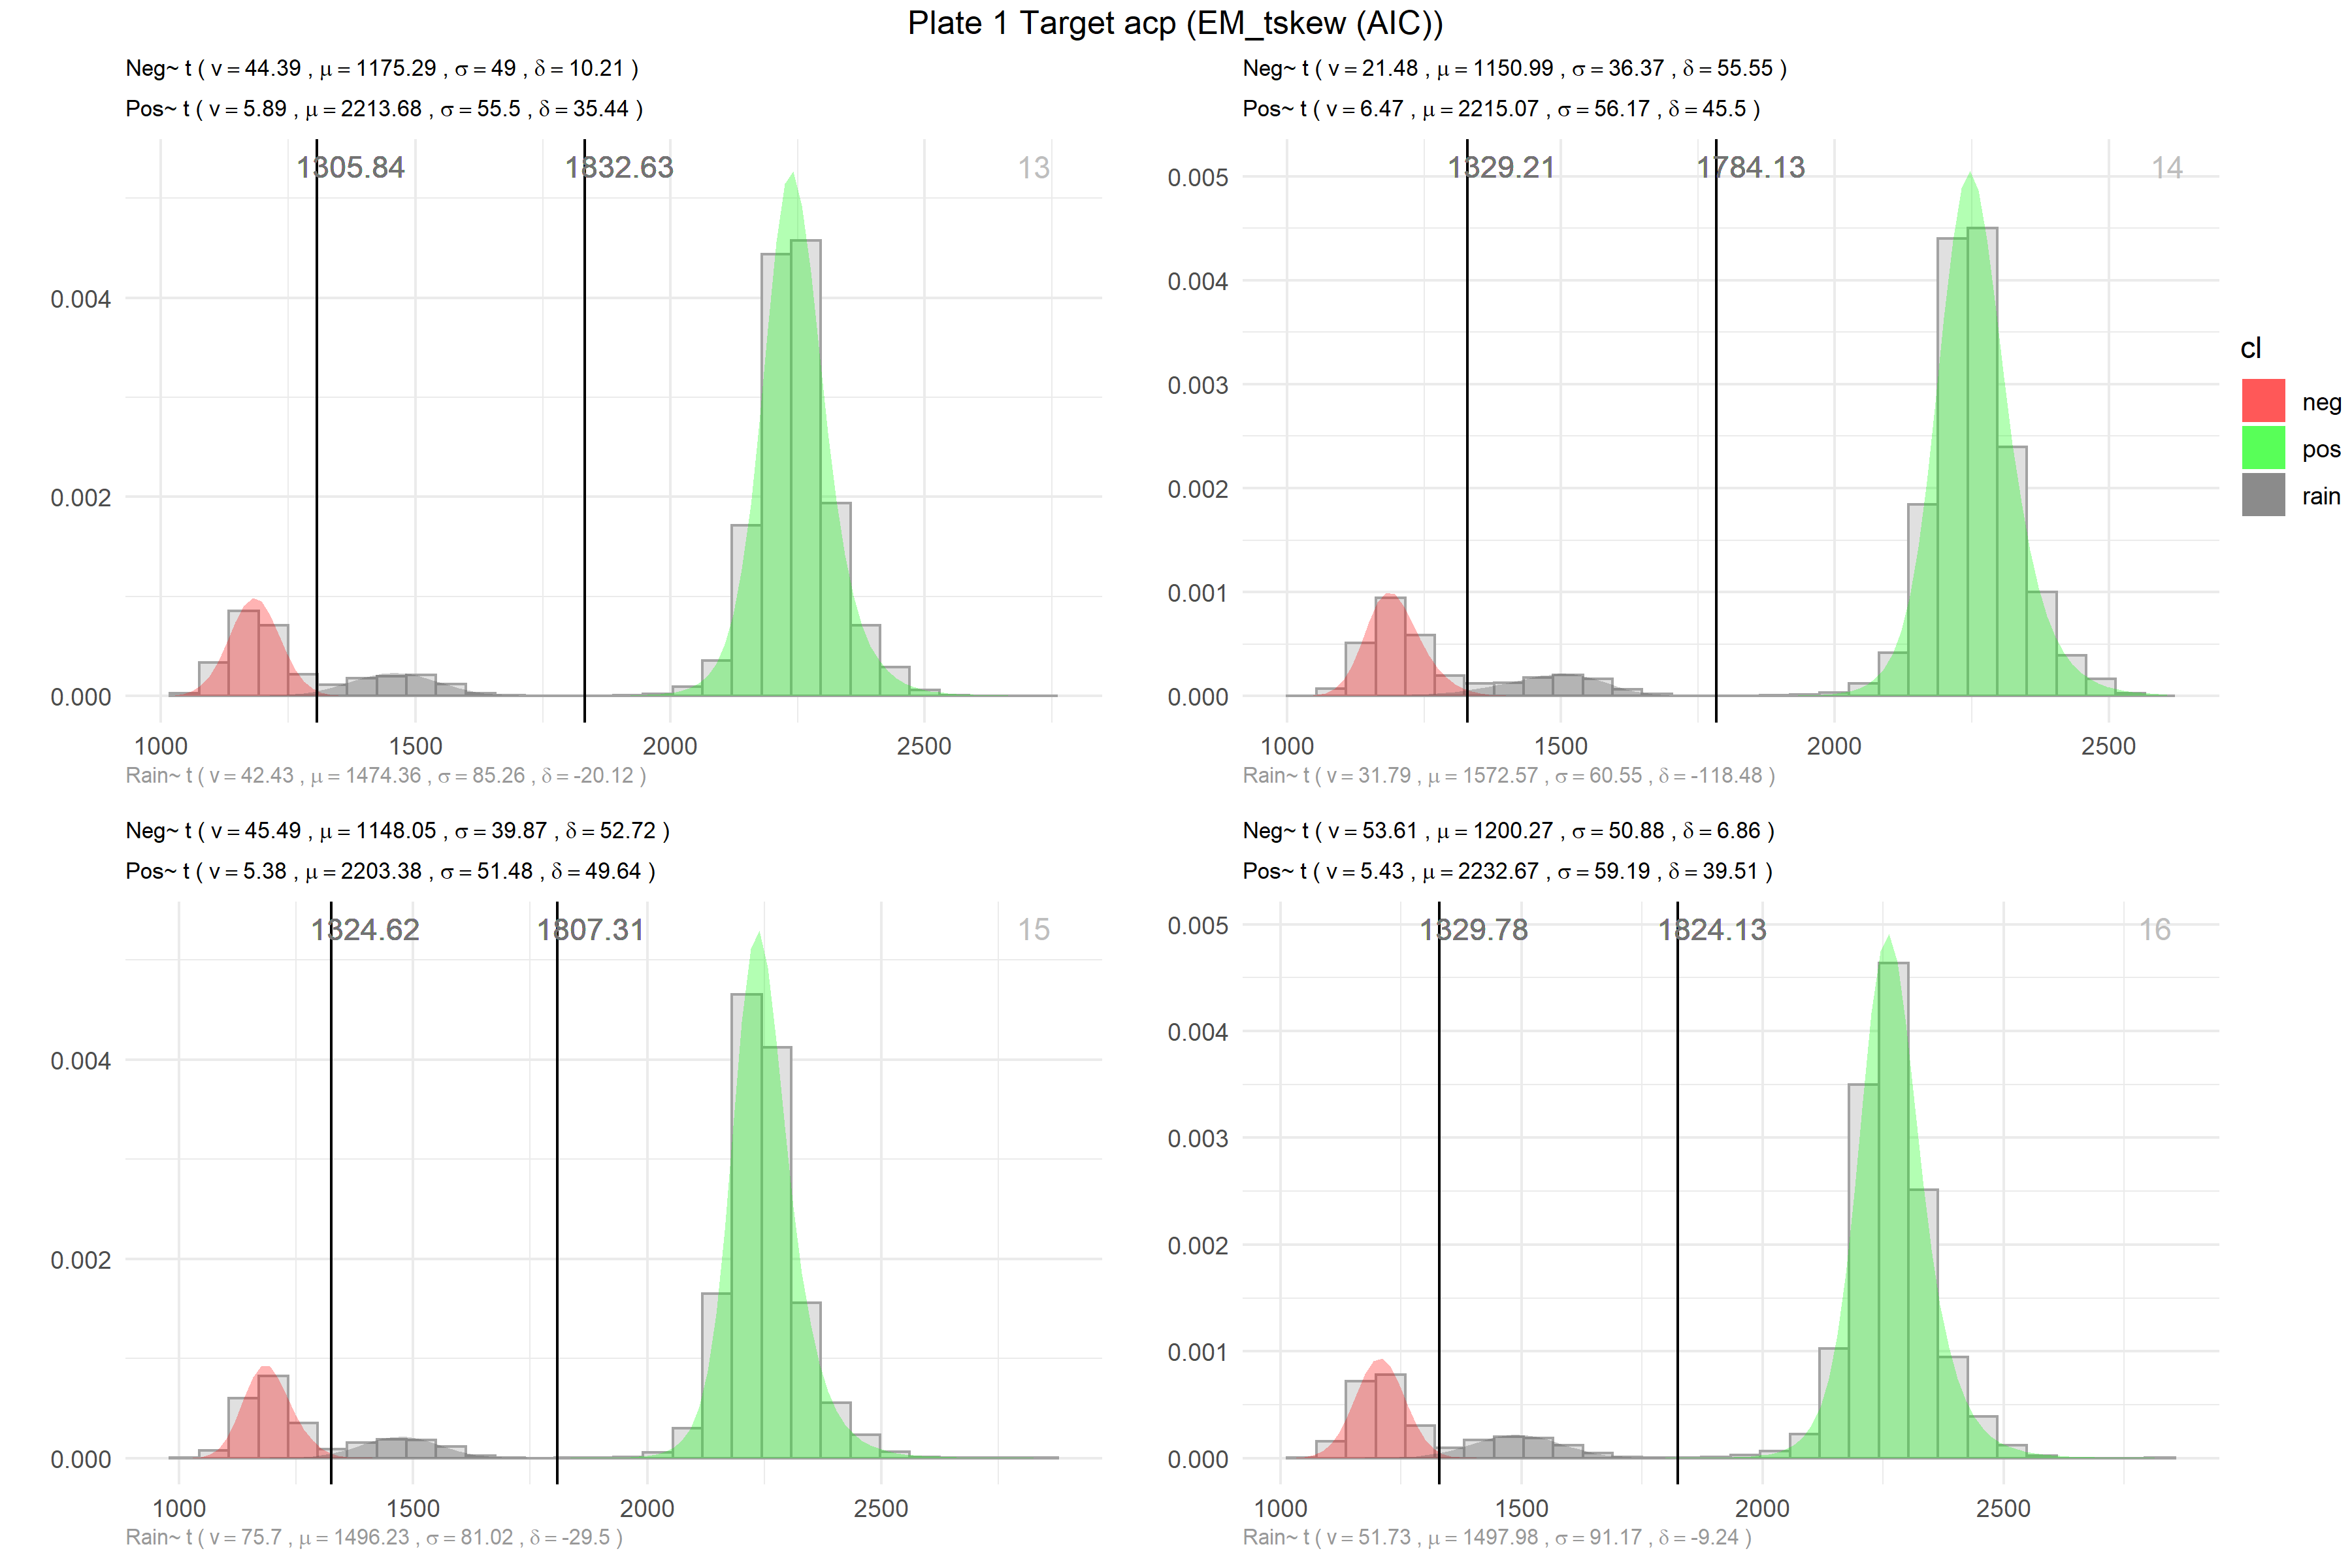 Plate 1 Target acp (EM_tskew (AIC))
Neg~ t ( v = 44.39 , μ = 1175.29 , σ = 49 , δ = 10.21 )
Pos~ t ( v = 5.89 , μ = 2213.68 , σ = 55.5 , δ = 35.44 )
1305.84 1832.63 13
0.004
0.002
0.000
1000 1500 2000 2500
Rain~ t ( v = 42.43 , μ = 1474.36 , σ = 85.26 , δ = -20.12 )
Neg~ t ( v = 21.48 , μ = 1150.99 , σ = 36.37 , δ = 55.55 )
Pos~ t ( v = 6.47 , μ = 2215.07 , σ = 56.17 , δ = 45.5 )
1329.21 1784.13 14
0.005
0.004
0.003
0.002
0.001
0.000
1000 1500 2000 2500
Rain~ t ( v = 31.79 , μ = 1572.57 , σ = 60.55 , δ = -118.48 )
cl
neg
pos
rain
Neg~ t ( v = 45.49 , μ = 1148.05 , σ = 39.87 , δ = 52.72 )
Pos~ t ( v = 5.38 , μ = 2203.38 , σ = 51.48 , δ = 49.64 )
1324.62 1807.31 15
0.004
0.002
0.000
1000 1500 2000 2500
Rain~ t ( v = 75.7 , μ = 1496.23 , σ = 81.02 , δ = -29.5 )
Neg~ t ( v = 53.61 , μ = 1200.27 , σ = 50.88 , δ = 6.86 )
Pos~ t ( v = 5.43 , μ = 2232.67 , σ = 59.19 , δ = 39.51 )
1329.78 1824.13 16
0.005
0.004
0.003
0.002
0.001
0.000
1000 1500 2000 2500
Rain~ t ( v = 51.73 , μ = 1497.98 , σ = 91.17 , δ = -9.24 )